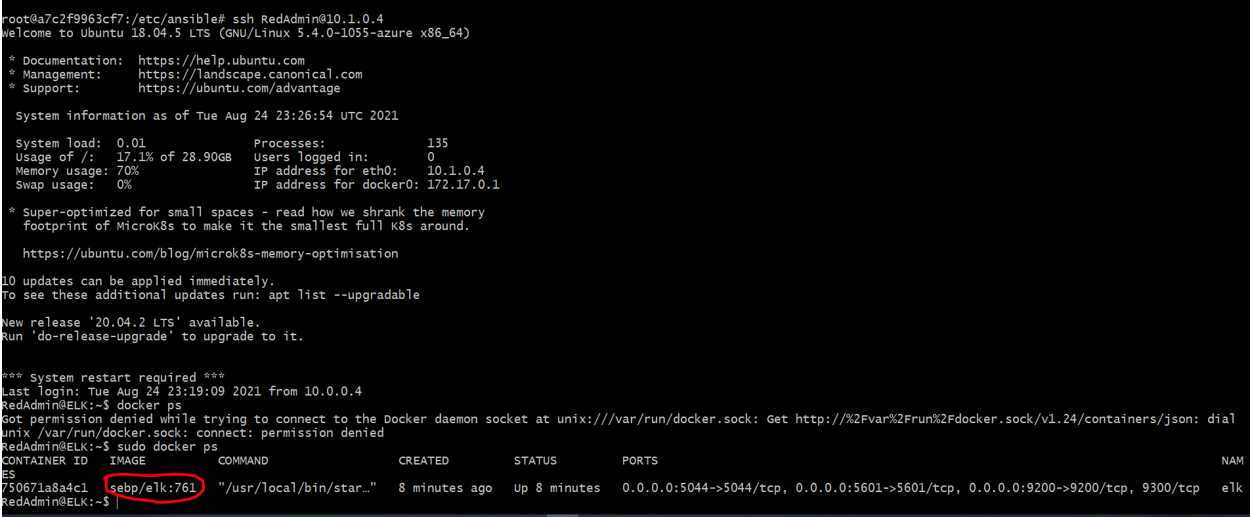 root@a7c2f9963cf7:/etc/ansible# ssh RedAdmin@10.1.0.4
Welcome to Ubuntu 18.04.5 LTS (GNU/Linux 5.4.0-1055-azure x86_64)
* Documentation:  https://help.ubuntu.com
* Management:     https://landscape.canonical.com
* Support:        https://ubuntu.com/advantage
System information as of Tue Aug 24 23:26:54 UTC 2021
System load:  0.01               Processes:              135
Usage of /:   17.1% of 28.90GB   Users logged in:        0
Memory usage: 70%                IP address for eth0:    10.1.0.4
Swap usage:   0%                 IP address for docker0: 172.17.0.1
* Super-optimized for small spaces - read how we shrank the memory
footprint of MicroK8s to make it the smallest full K8s around.
https://ubuntu.com/blog/microk8s-memory-optimisation
10 updates can be applied immediately.
To see these additional updates run: apt list --upgradable
New release '20.04.2 LTS' available.
Run 'do-release-upgrade' to upgrade to it.
*** System restart required ***
Last login: Tue Aug 24 23:19:09 2021 from 10.0.0.4
RedAdmin@ELK:~$ docker ps
Got permission denied while trying to connect to the Docker daemon socket at unix:///var/run/docker.sock: Get http://%2Fvar%2Frun%2Fdocker.sock/v1.24/containers/json: dial
unix /var/run/docker.sock: connect: permission denied
RedAdmin@ELK:~$ sudo docker ps
CONTAINER ID   IMAGE          COMMAND                  CREATED         STATUS         PORTS                                                                              NAM
ES
750671a8a4c1   sebp/elk:761   "/usr/local/bin/star…"   8 minutes ago   Up 8 minutes   0.0.0.0:5044->5044/tcp, 0.0.0.0:5601->5601/tcp, 0.0.0.0:9200->9200/tcp, 9300/tcp   elk
RedAdmin@ELK:~$